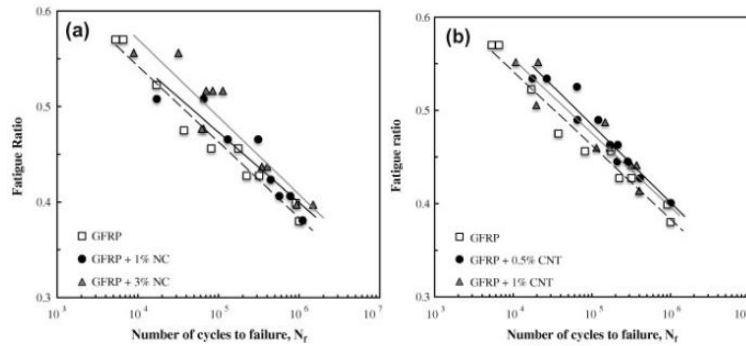 (a)
0.6
0.5
0.4
0.3
Fatigue Ratio
GFRP
GFRP + 1% NC
GFRP + 3% NC
10³ 10⁴ 10⁵ 10⁶ 10⁷
Number of cycles to failure, Nf
(b)
0.6
0.5
0.4
0.3
Fatigue ratio
GFRP
GFRP + 0.5% CNT
GFRP + 1% CNT
10³ 10⁴ 10⁵ 10⁶ 10⁷
Number of cycles to failure, Nf